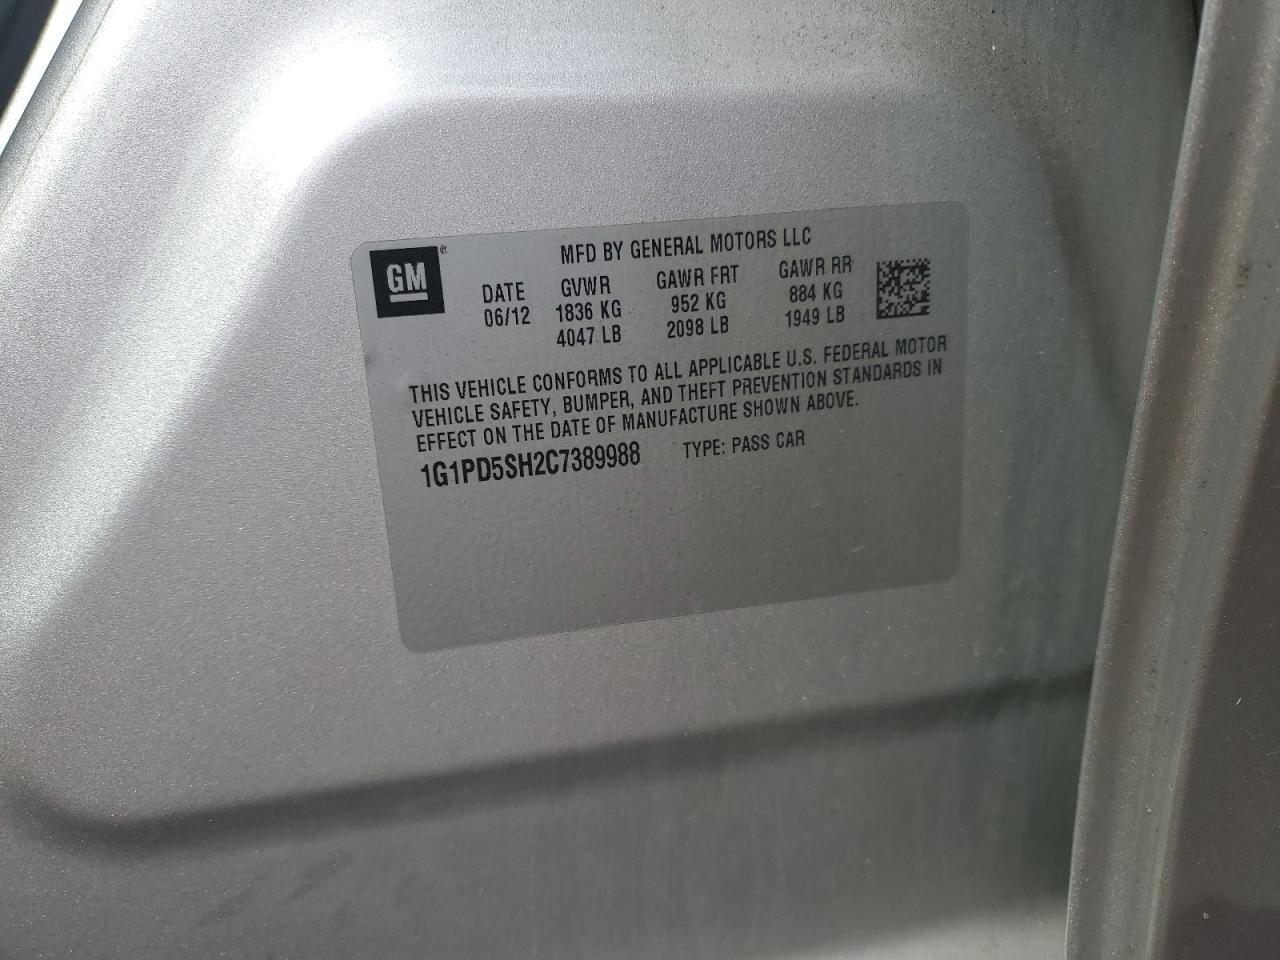 GM®
MFD BY GENERAL MOTORS LLC
DATE GVWR GAWR FRT GAWR RR
06/12 1836 KG 952 KG 884 KG
4047 LB 2098 LB 1949 LB
THIS VEHICLE CONFORMS TO ALL APPLICABLE U.S. FEDERAL MOTOR
VEHICLE SAFETY, BUMPER, AND THEFT PREVENTION STANDARDS IN
EFFECT ON THE DATE OF MANUFACTURE SHOWN ABOVE.
1G1PD5SH2C7389988 TYPE: PASS CAR